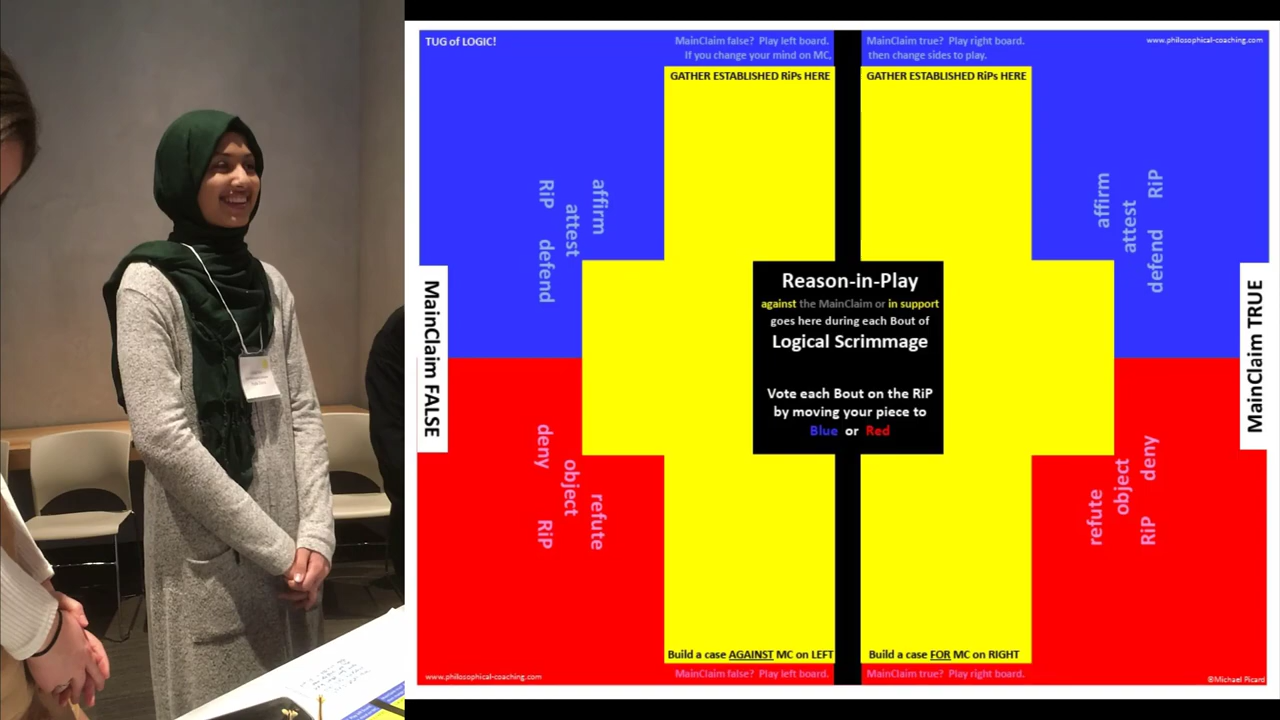 TUG of LOGIC!
MainClaim false? Play left board.
If you change your mind on MC,
MainClaim true? Play right board.
then change sides to play.
www.philosophical-coaching.com
GATHER ESTABLISHED RiPs HERE
GATHER ESTABLISHED RiPs HERE
affirm
attest
RiP defend
affirm
attest
defend RiP
MainClaim FALSE
Reason-in-Play
against the MainClaim or in support
goes here during each Bout of
Logical Scrimmage
Vote each Bout on the RiP
by moving your piece to
Blue or Red
MainClaim TRUE
deny
object
RiP
refute
refute
object
RiP deny
Build a case AGAINST MC on LEFT
Build a case FOR MC on RIGHT
www.philosophical-coaching.com
MainClaim false? Play left board.
MainClaim true? Play right board.
©Michael Picard